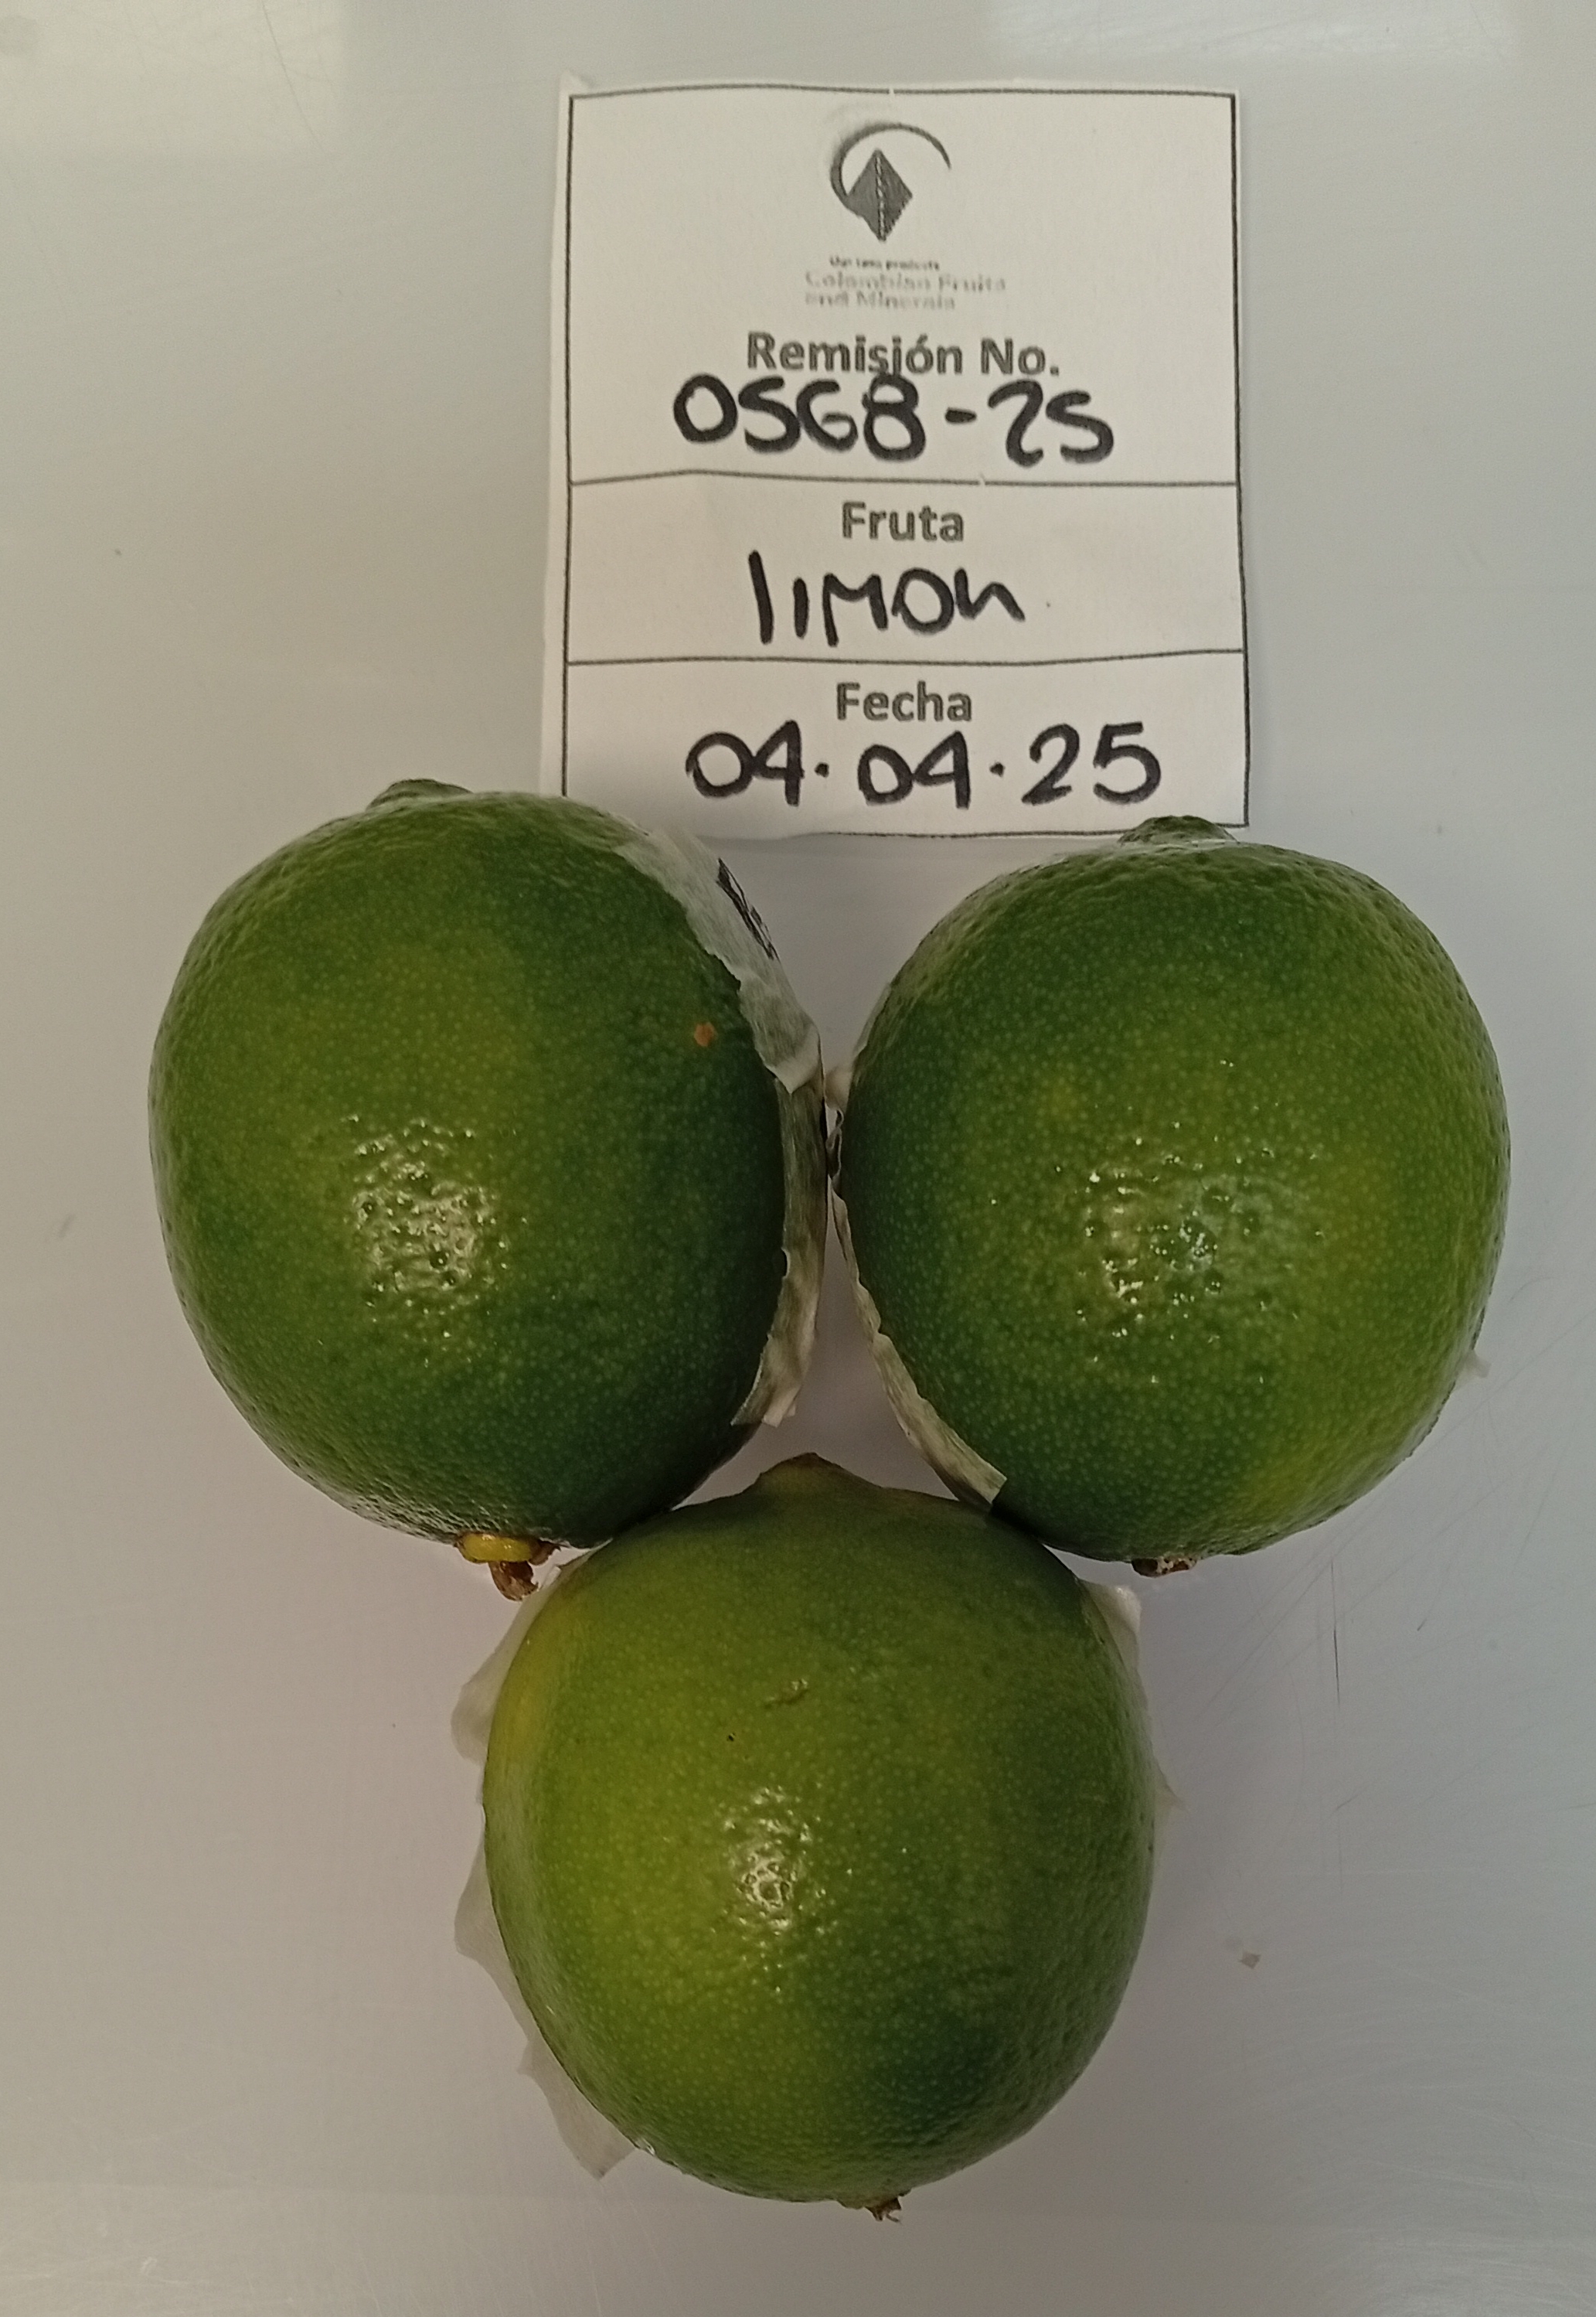 Colombian Fruits
and Minerals
Remisión No.
0568-25
Fruta
limon
Fecha
04.04.25